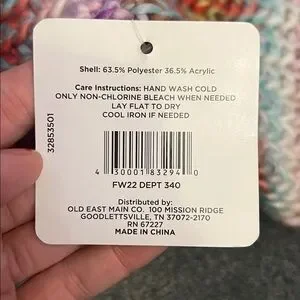 Shell: 63.5% Polyester 36.5% Acrylic
Care Instructions: HAND WASH COLD
ONLY NON-CHLORINE BLEACH WHEN NEEDED
LAY FLAT TO DRY
COOL IRON IF NEEDED
32853501
4 30001 83294 0
FW22 DEPT 340
Distributed by:
OLD EAST MAIN CO. 100 MISSION RIDGE
GOODLETTSVILLE, TN 37072-2170
RN 67227
MADE IN CHINA